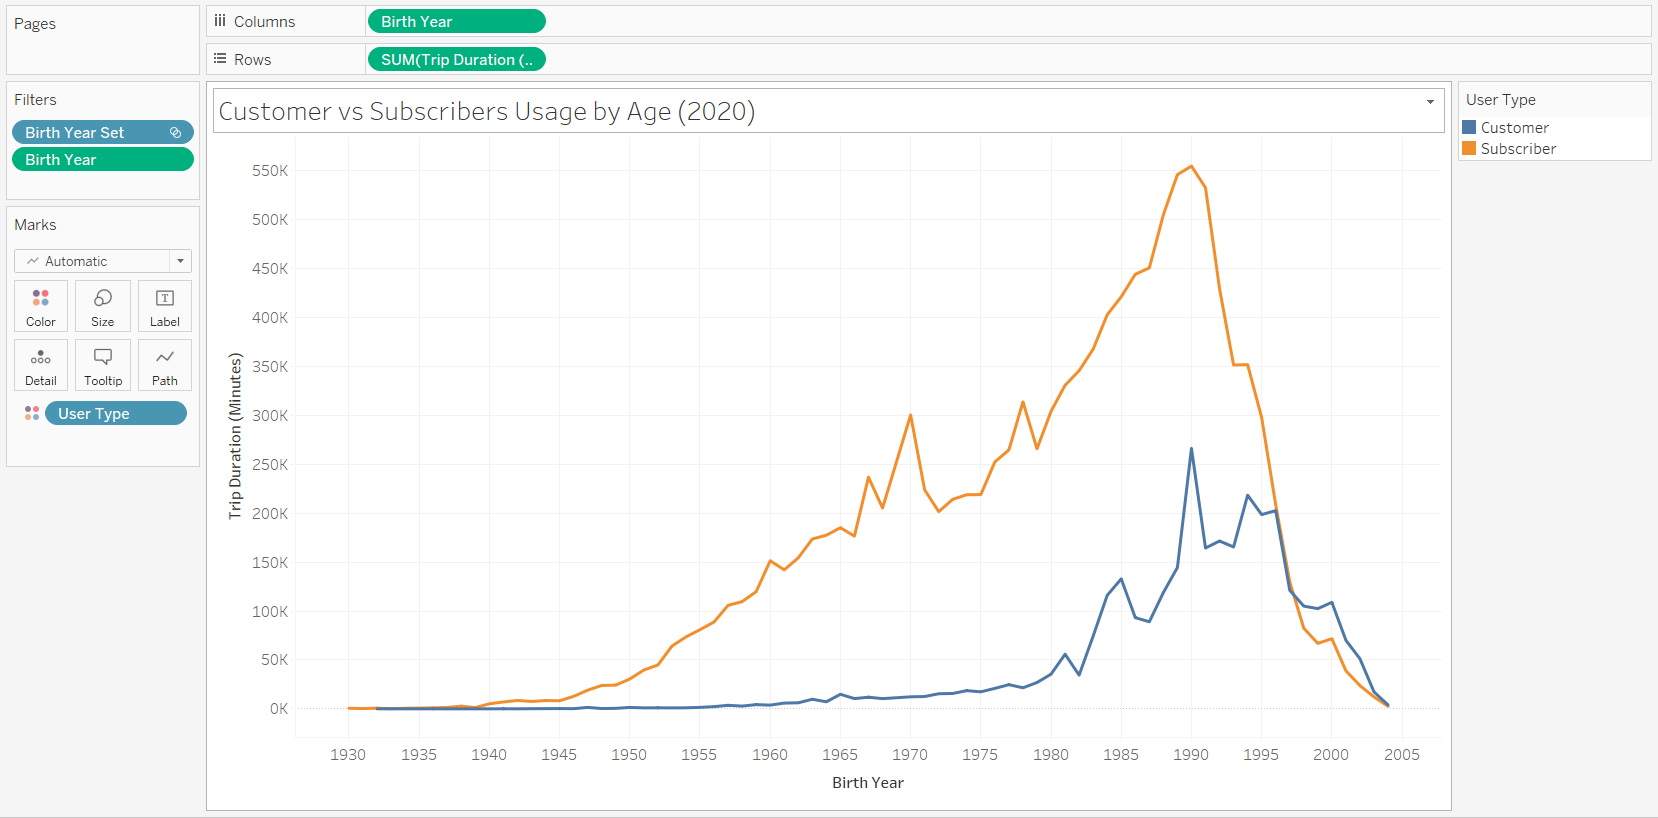 Pages
Columns
Birth Year
Rows
SUM(Trip Duration (..
Filters
Birth Year Set
Birth Year
Marks
Automatic
Color
Size
T
Label
Detail
Tooltip
Path
User Type
Customer vs Subscribers Usage by Age (2020)
550K
500K
450K
400K
350K
300K
250K
200K
150K
100K
50K
0K
Trip Duration (Minutes)
1930 1935 1940 1945 1950 1955 1960 1965 1970 1975 1980 1985 1990 1995 2000 2005
Birth Year
User Type
Customer
Subscriber